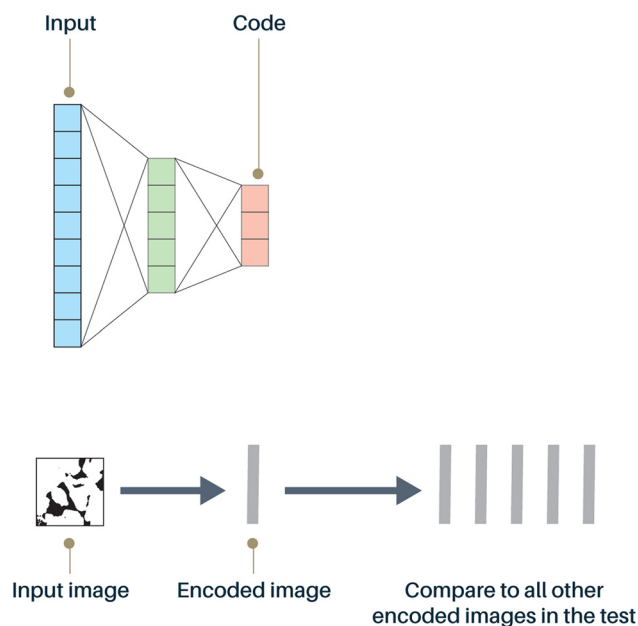 Input
Code
Input image
Encoded image
Compare to all other
encoded images in the test